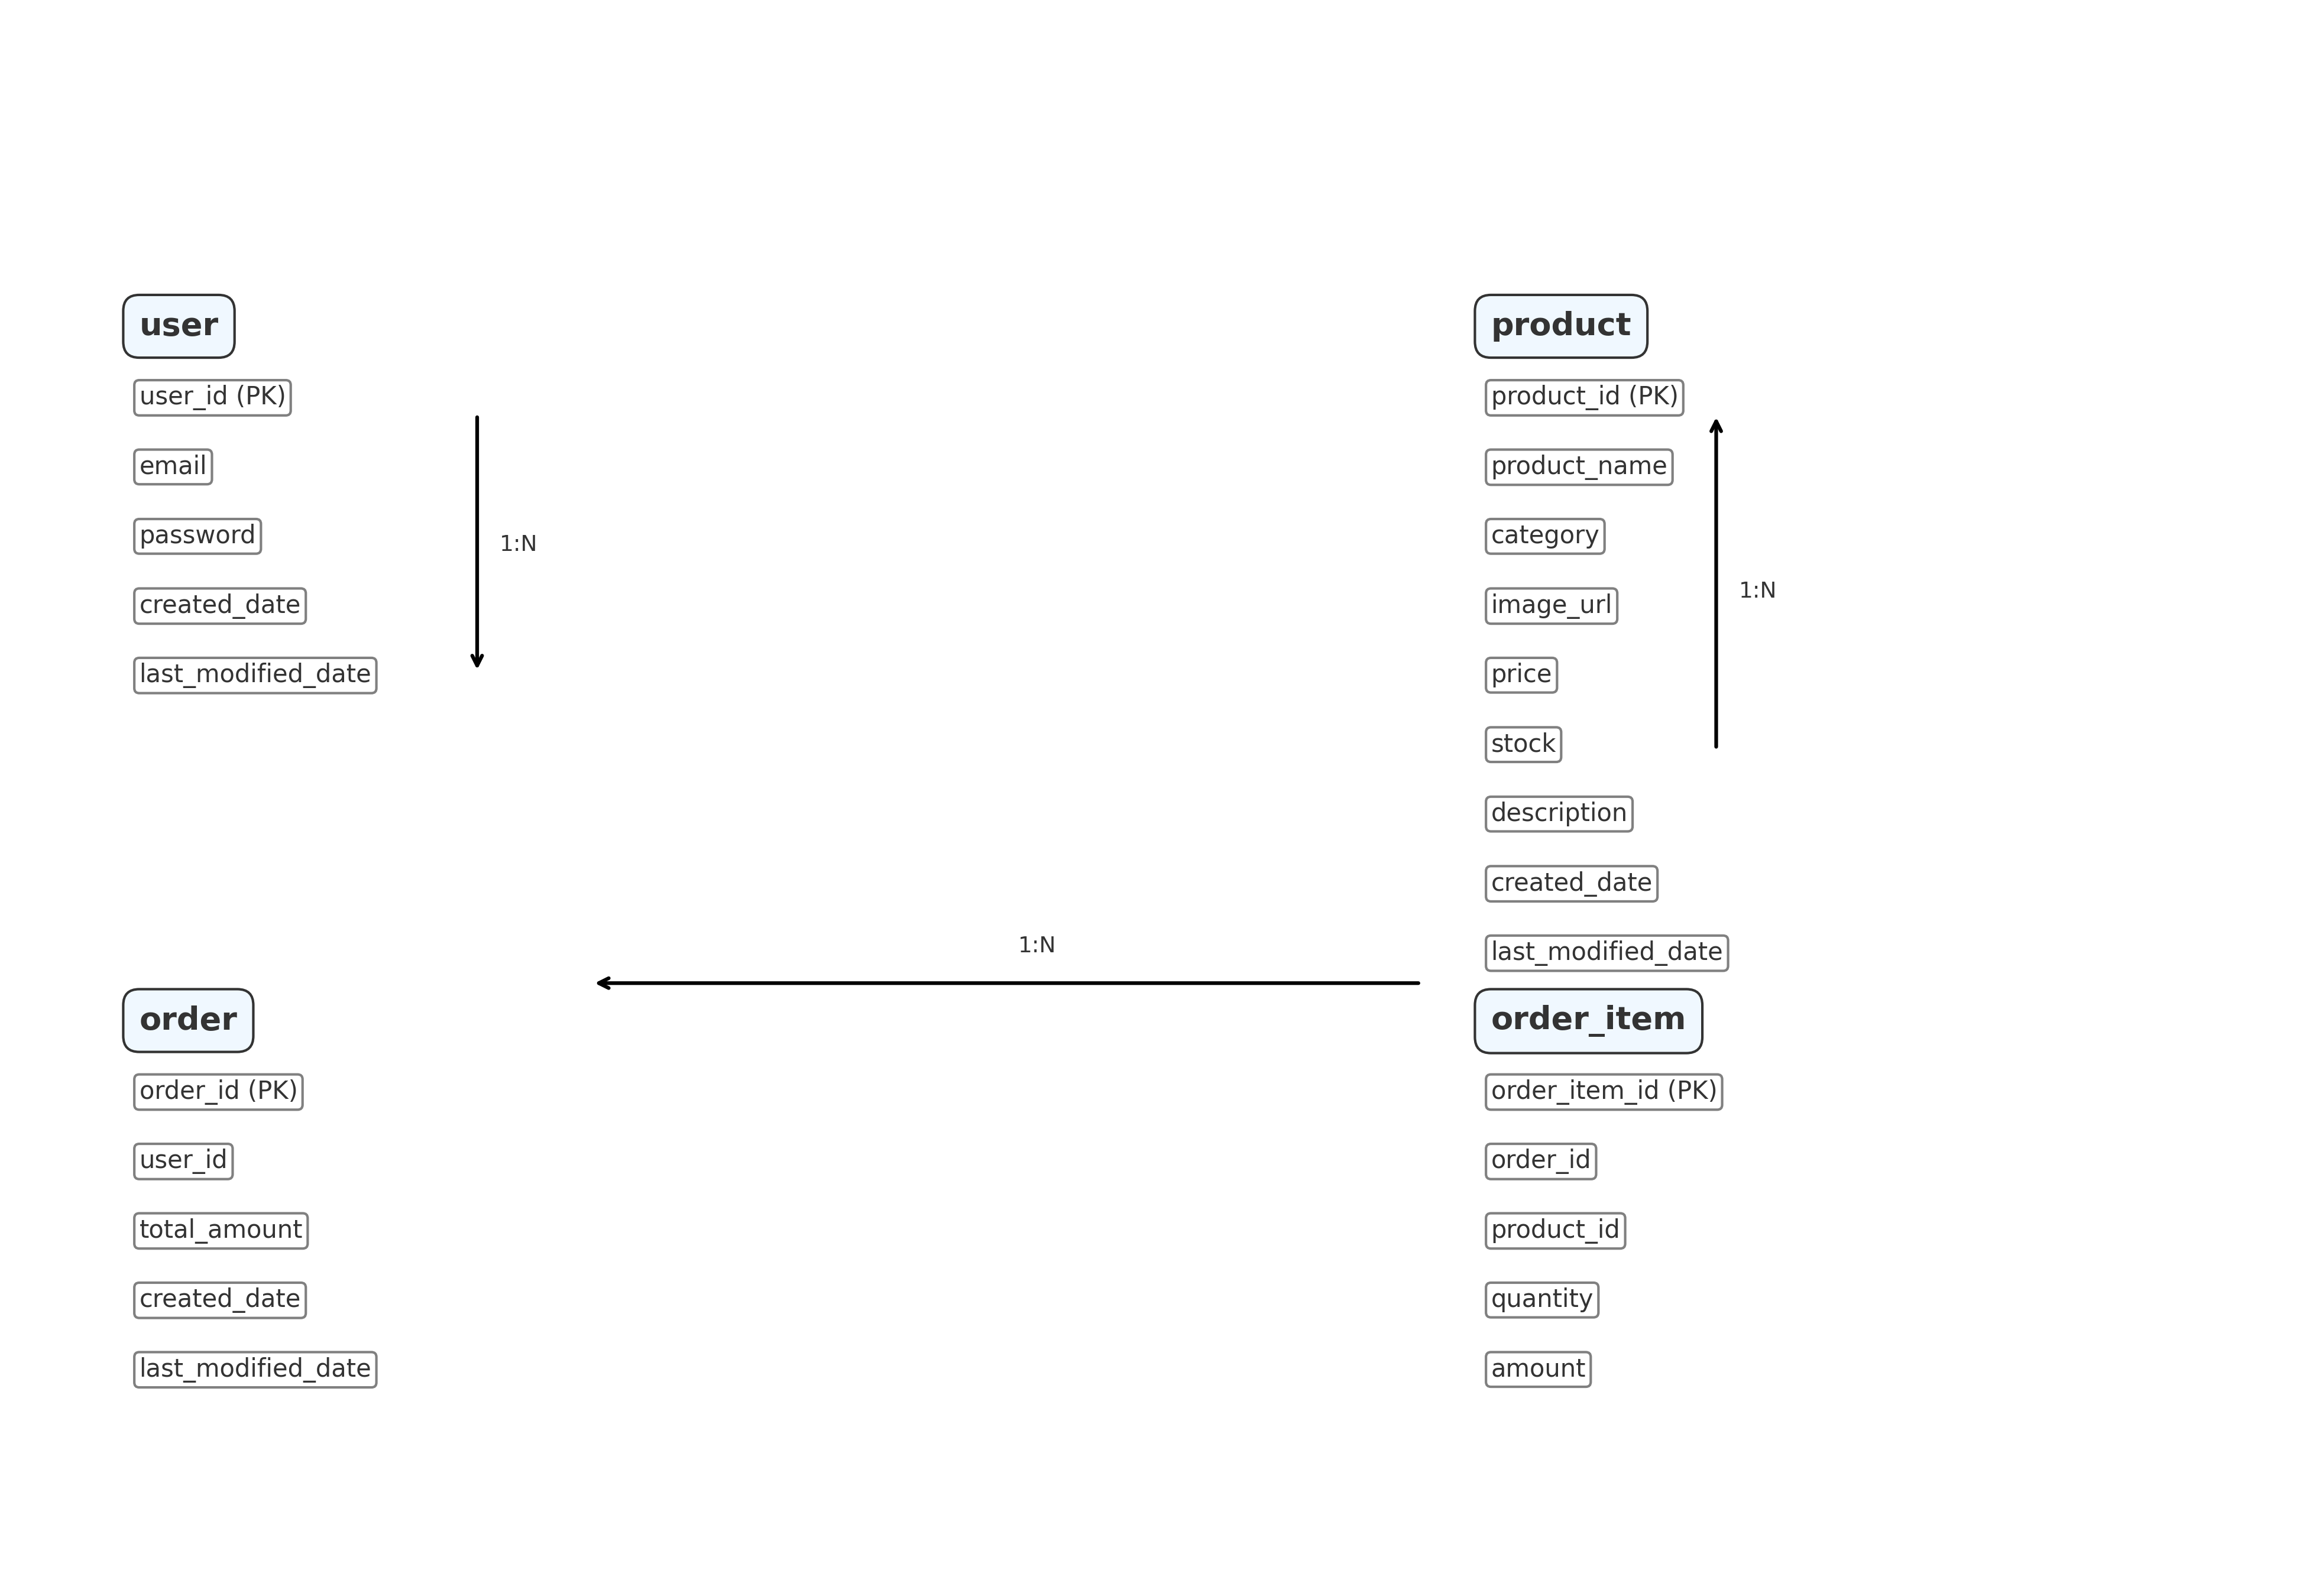 user
user_id (PK)
email
password
created_date
last_modified_date
1:N
product
product_id (PK)
product_name
category
image_url
price
stock
description
created_date
last_modified_date
1:N
1:N
order
order_id (PK)
user_id
total_amount
created_date
last_modified_date
order_item
order_item_id (PK)
order_id
product_id
quantity
amount